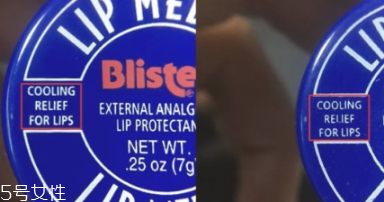 LIP MED
Bliste
COOLING
RELIEF
FOR LIPS
EXTERNAL ANALG
LIP PROTECTAN
NET WT.
.25 oz (7g
COOLING
RELIEF
FOR LIPS
5号女性